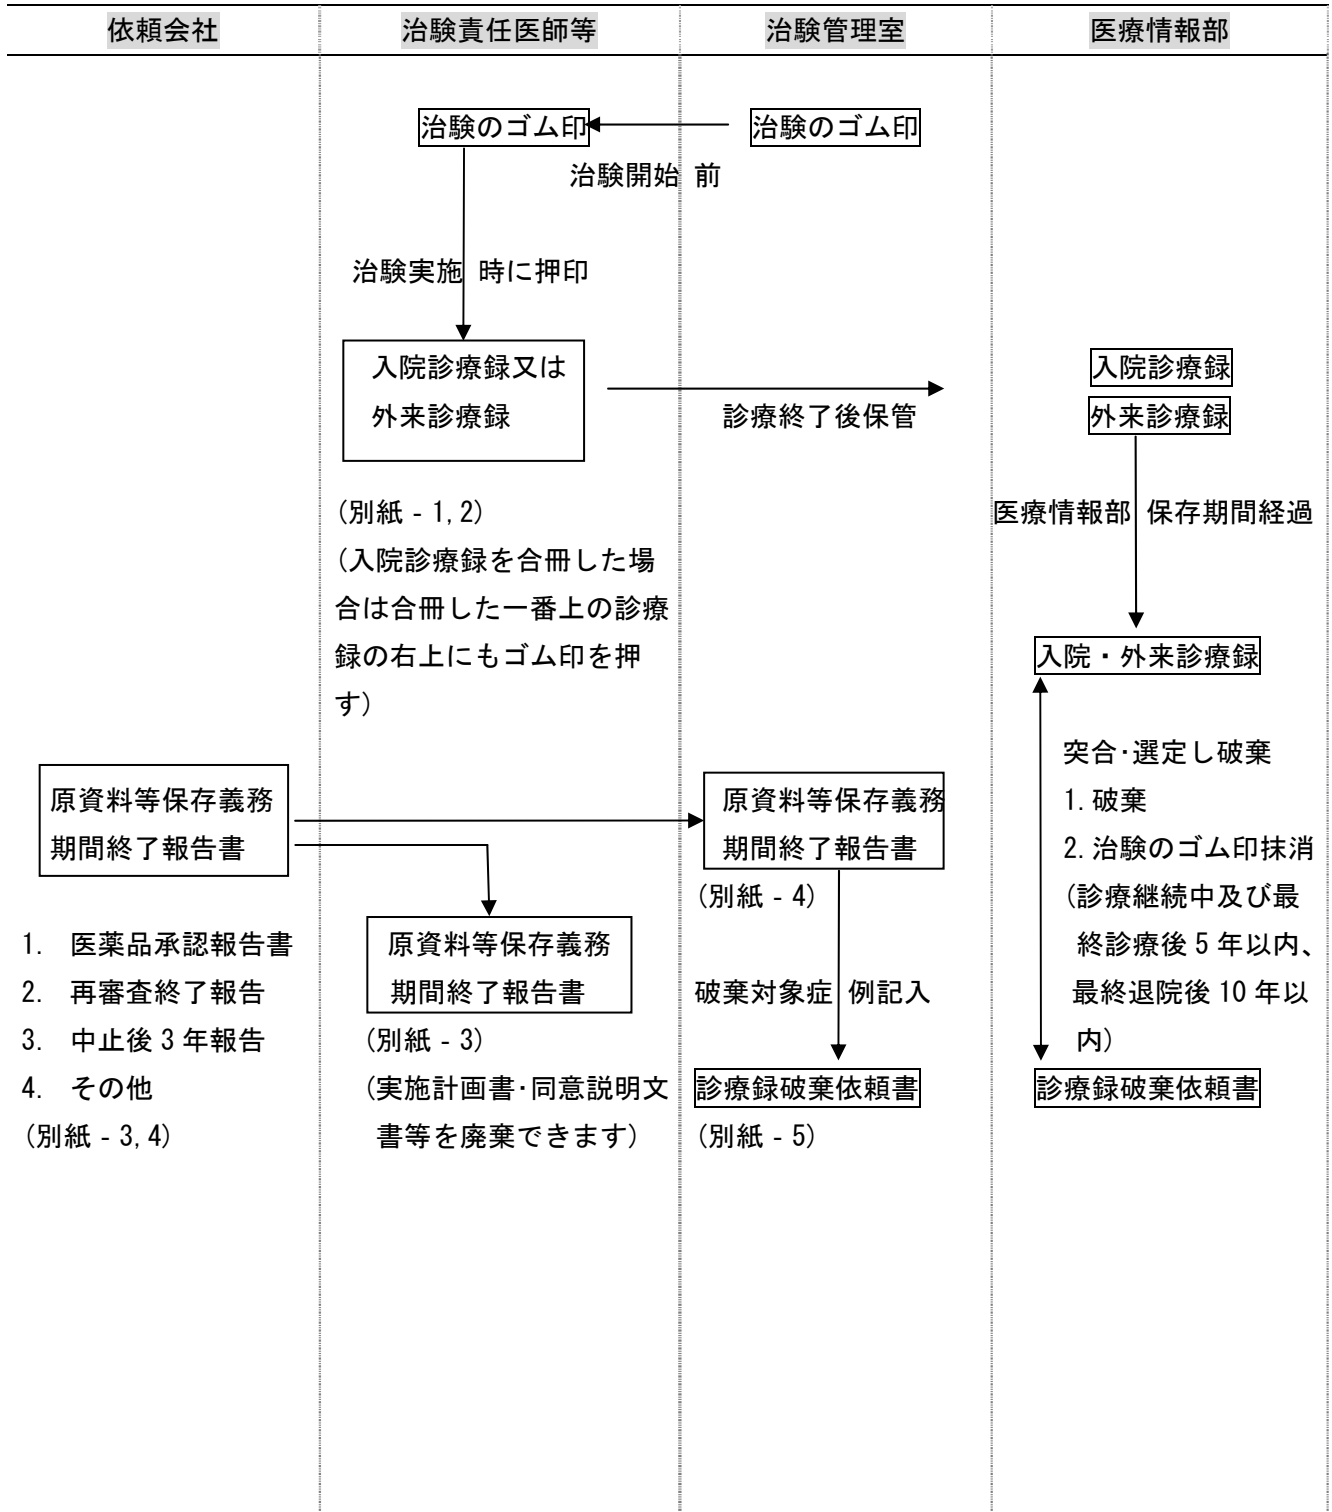 依頼会社
治験責任医師等
治験管理室
医療情報部
治験のゴム印
治験のゴム印
治験開始 前
治験実施 時に押印
入院診療録又は
外来診療録
診療終了後保管
入院診療録
外来診療録
(別紙‐1,2)
(入院診療録を合冊した場
合は合冊した一番上の診療
録の右上にもゴム印を押
す)
医療情報部 保存期間経過
入院・外来診療録
原資料等保存義務
期間終了報告書
1. 医薬品承認報告書
2. 再審査終了報告
3. 中止後3年報告
4. その他
(別紙‐3,4)
原資料等保存義務
期間終了報告書
(別紙‐3)
(実施計画書･同意説明文
書等を廃棄できます)
原資料等保存義務
期間終了報告書
(別紙‐4)
破棄対象症 例記入
診療録破棄依頼書
(別紙‐5)
突合･選定し破棄
1.破棄
2.治験のゴム印抹消
(診療継続中及び最
終診療後5年以内、
最終退院後10年以
内)
診療録破棄依頼書